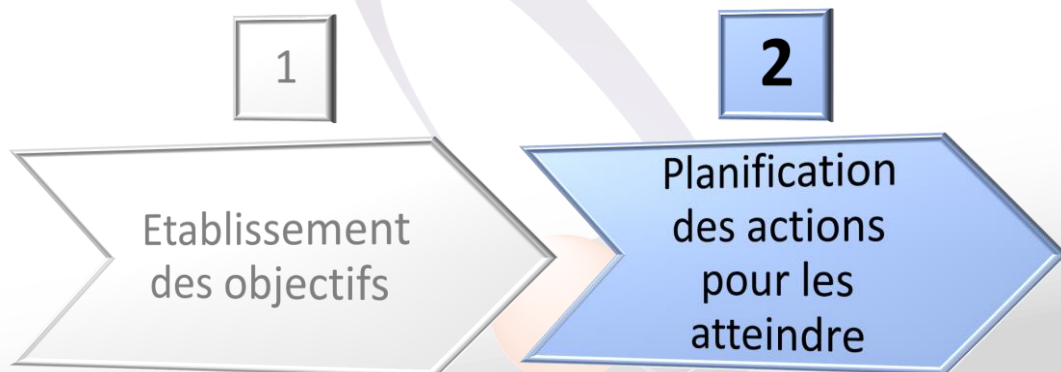 1
2
Etablissement
des objectifs
Planification
des actions
pour les
atteindre